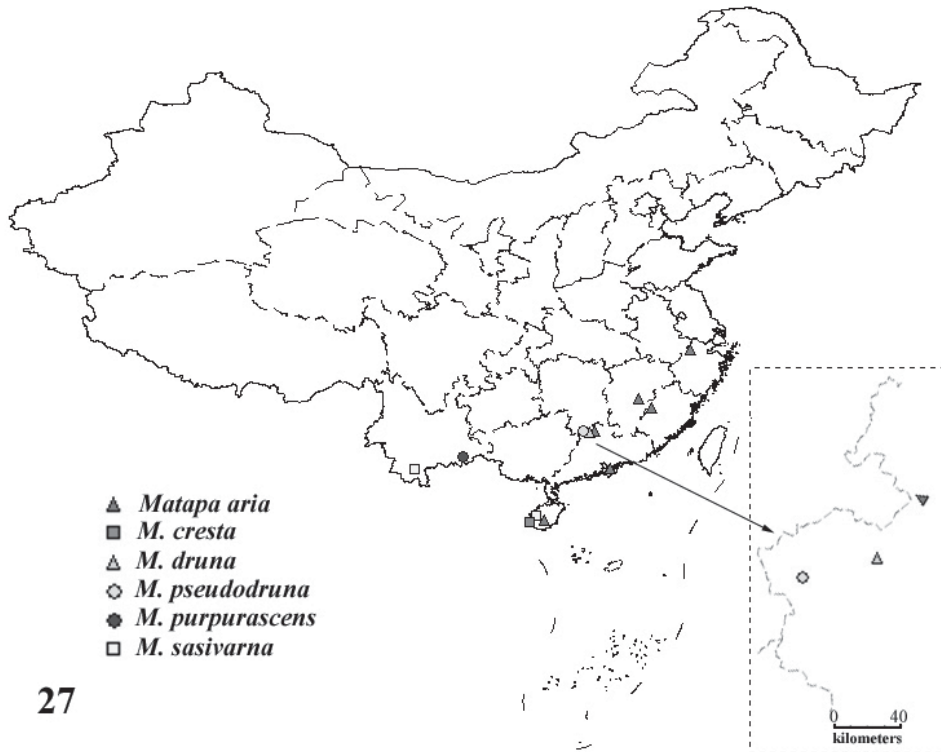 Matapa aria
M. cresta
M. druna
M. pseudodruna
M. purpurascens
M. sasivarna
27
0 40
kilometers